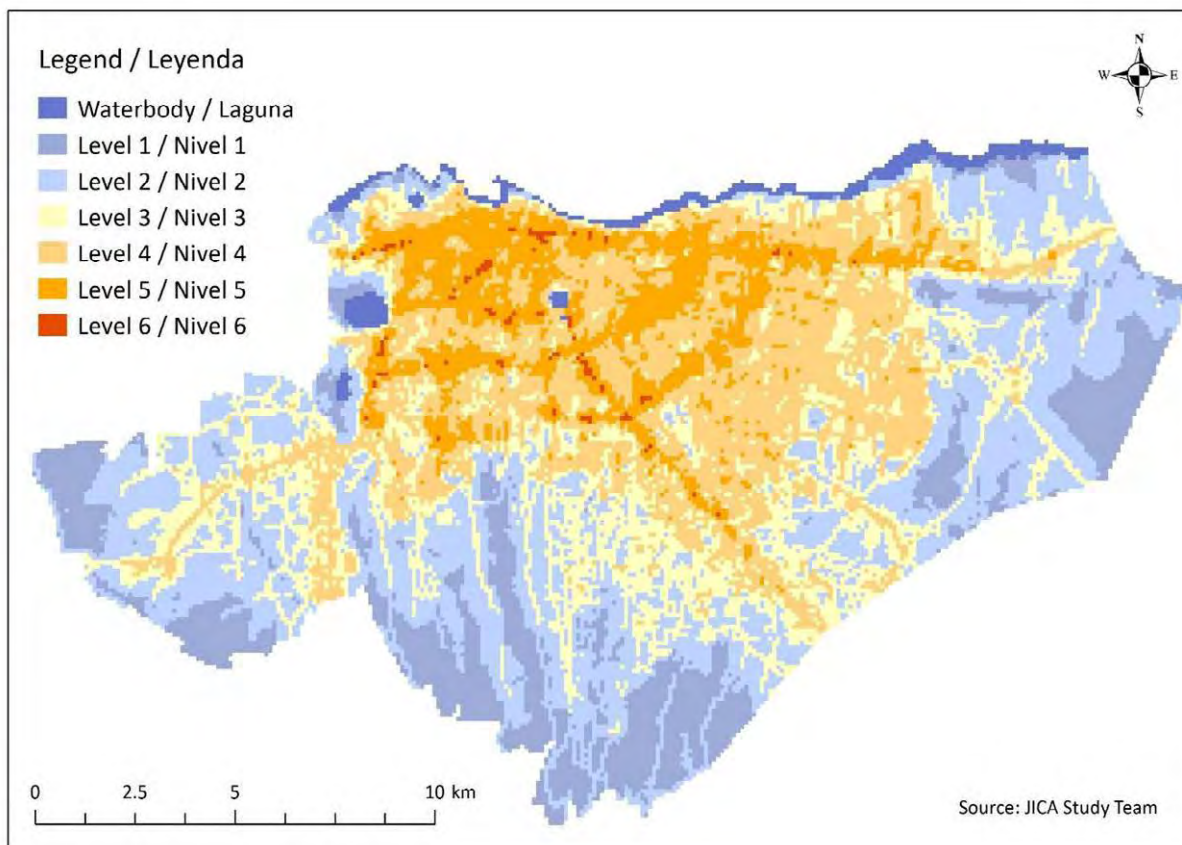 Legend / Leyenda
Waterbody / Laguna
Level 1 / Nivel 1
Level 2 / Nivel 2
Level 3 / Nivel 3
Level 4 / Nivel 4
Level 5 / Nivel 5
Level 6 / Nivel 6
N
W E
S
0 2.5 5 10 km
Source: JICA Study Team